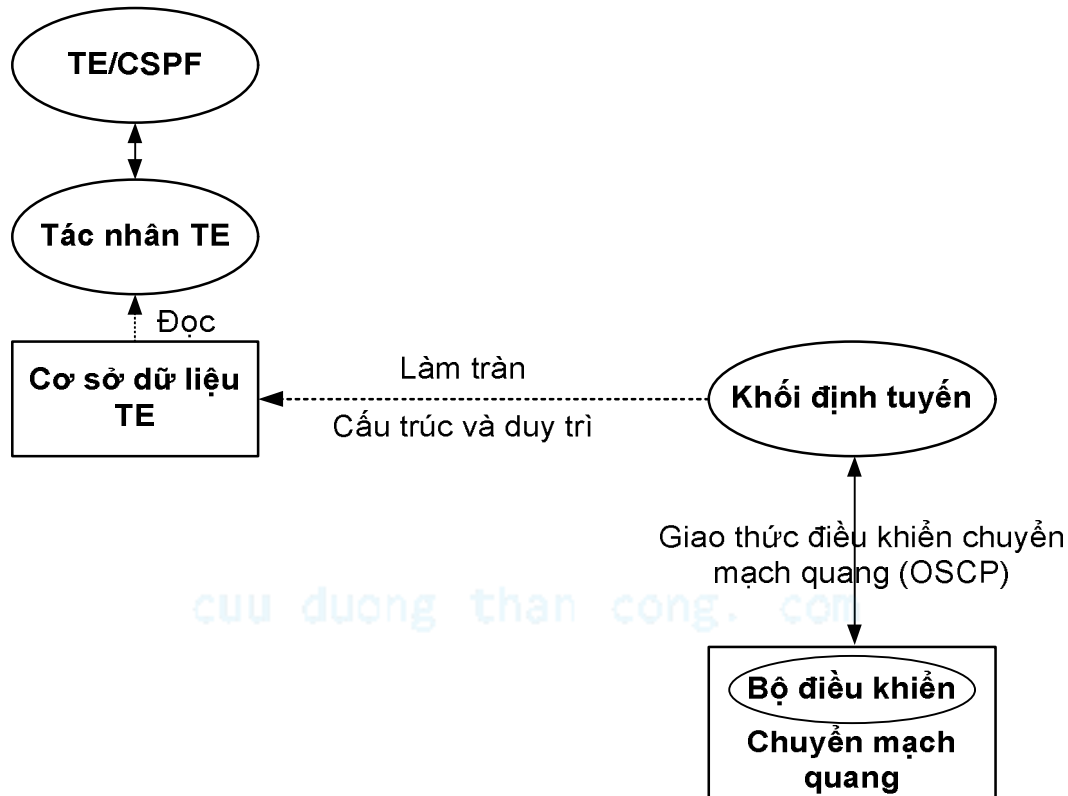 TE/CSPF
Tác nhân TE
Đọc
Cơ sở dữ liệu
TE
Làm tràn
Cấu trúc và duy trì
Khối định tuyến
Giao thức điều khiển chuyển
mạch quang (OSCP)
cuu duong than cong. com
Bộ điều khiển
Chuyển mạch
quang